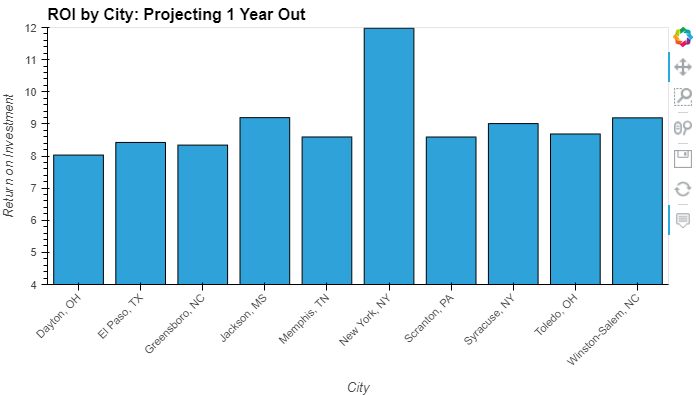 ROI by City: Projecting 1 Year Out
12
11
10
9
8
7
6
5
4
Return on Investment
Dayton, OH
El Paso, TX
Greensboro, NC
Jackson, MS
Memphis, TN
New York, NY
Scranton, PA
Syracuse, NY
Toledo, OH
Winston-Salem, NC
City